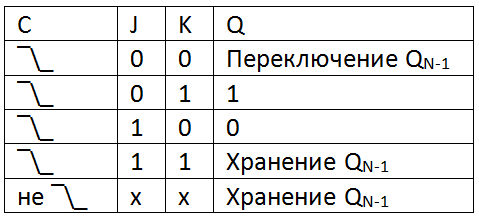 C J K Q
0 0 Переключение QN-1
0 1 1
1 0 0
1 1 Хранение QN-1
не x x Хранение QN-1